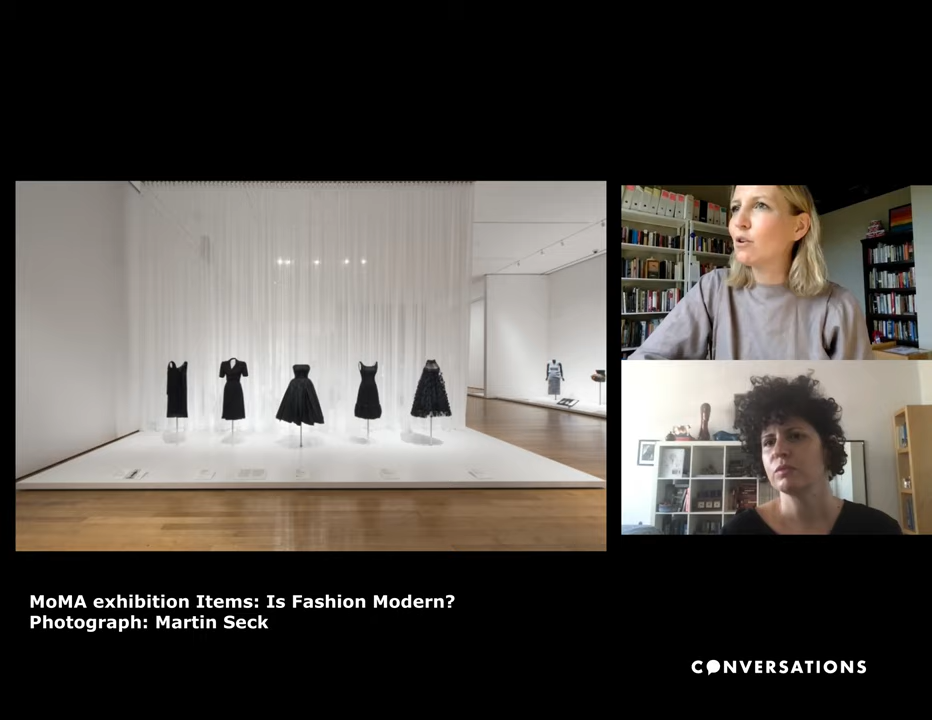 MoMA exhibition Items: Is Fashion Modern?
Photograph: Martin Seck
CONVERSATIONS